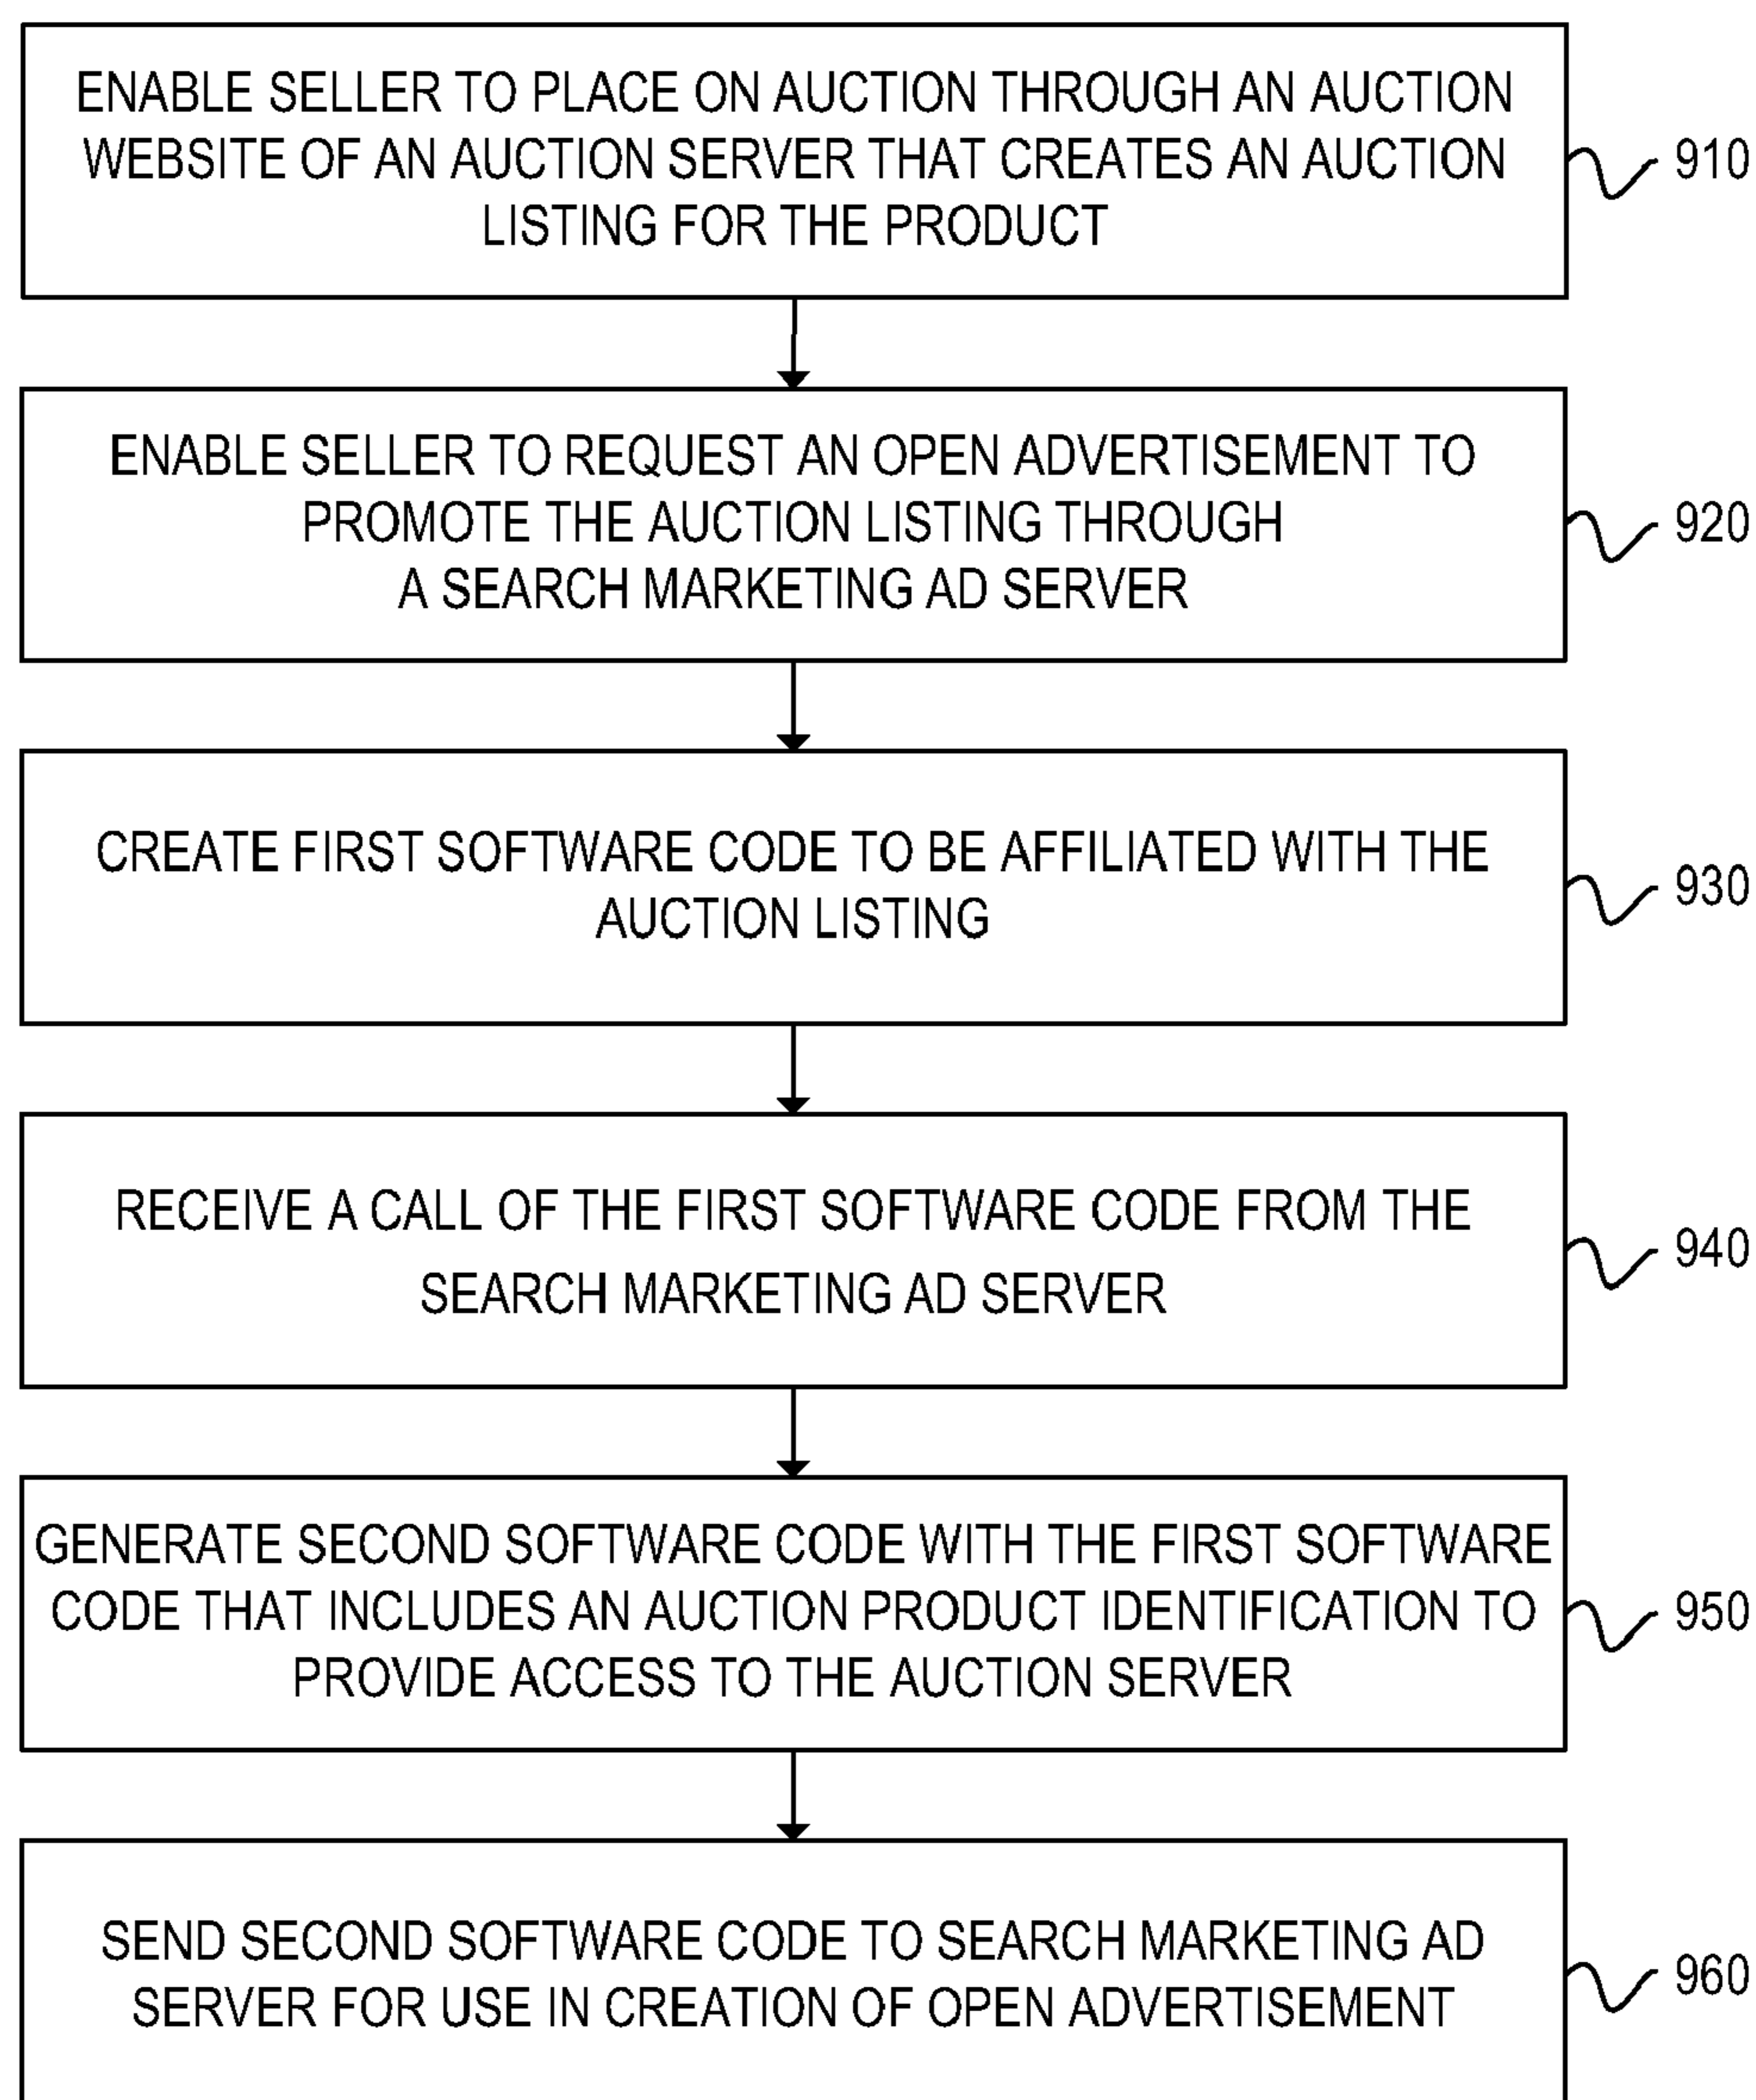 ENABLE SELLER TO PLACE ON AUCTION THROUGH AN AUCTION
WEBSITE OF AN AUCTION SERVER THAT CREATES AN AUCTION
LISTING FOR THE PRODUCT
910
ENABLE SELLER TO REQUEST AN OPEN ADVERTISEMENT TO
PROMOTE THE AUCTION LISTING THROUGH
A SEARCH MARKETING AD SERVER
920
CREATE FIRST SOFTWARE CODE TO BE AFFILIATED WITH THE
AUCTION LISTING
930
RECEIVE A CALL OF THE FIRST SOFTWARE CODE FROM THE
SEARCH MARKETING AD SERVER
940
GENERATE SECOND SOFTWARE CODE WITH THE FIRST SOFTWARE
CODE THAT INCLUDES AN AUCTION PRODUCT IDENTIFICATION TO
PROVIDE ACCESS TO THE AUCTION SERVER
950
SEND SECOND SOFTWARE CODE TO SEARCH MARKETING AD
SERVER FOR USE IN CREATION OF OPEN ADVERTISEMENT
960